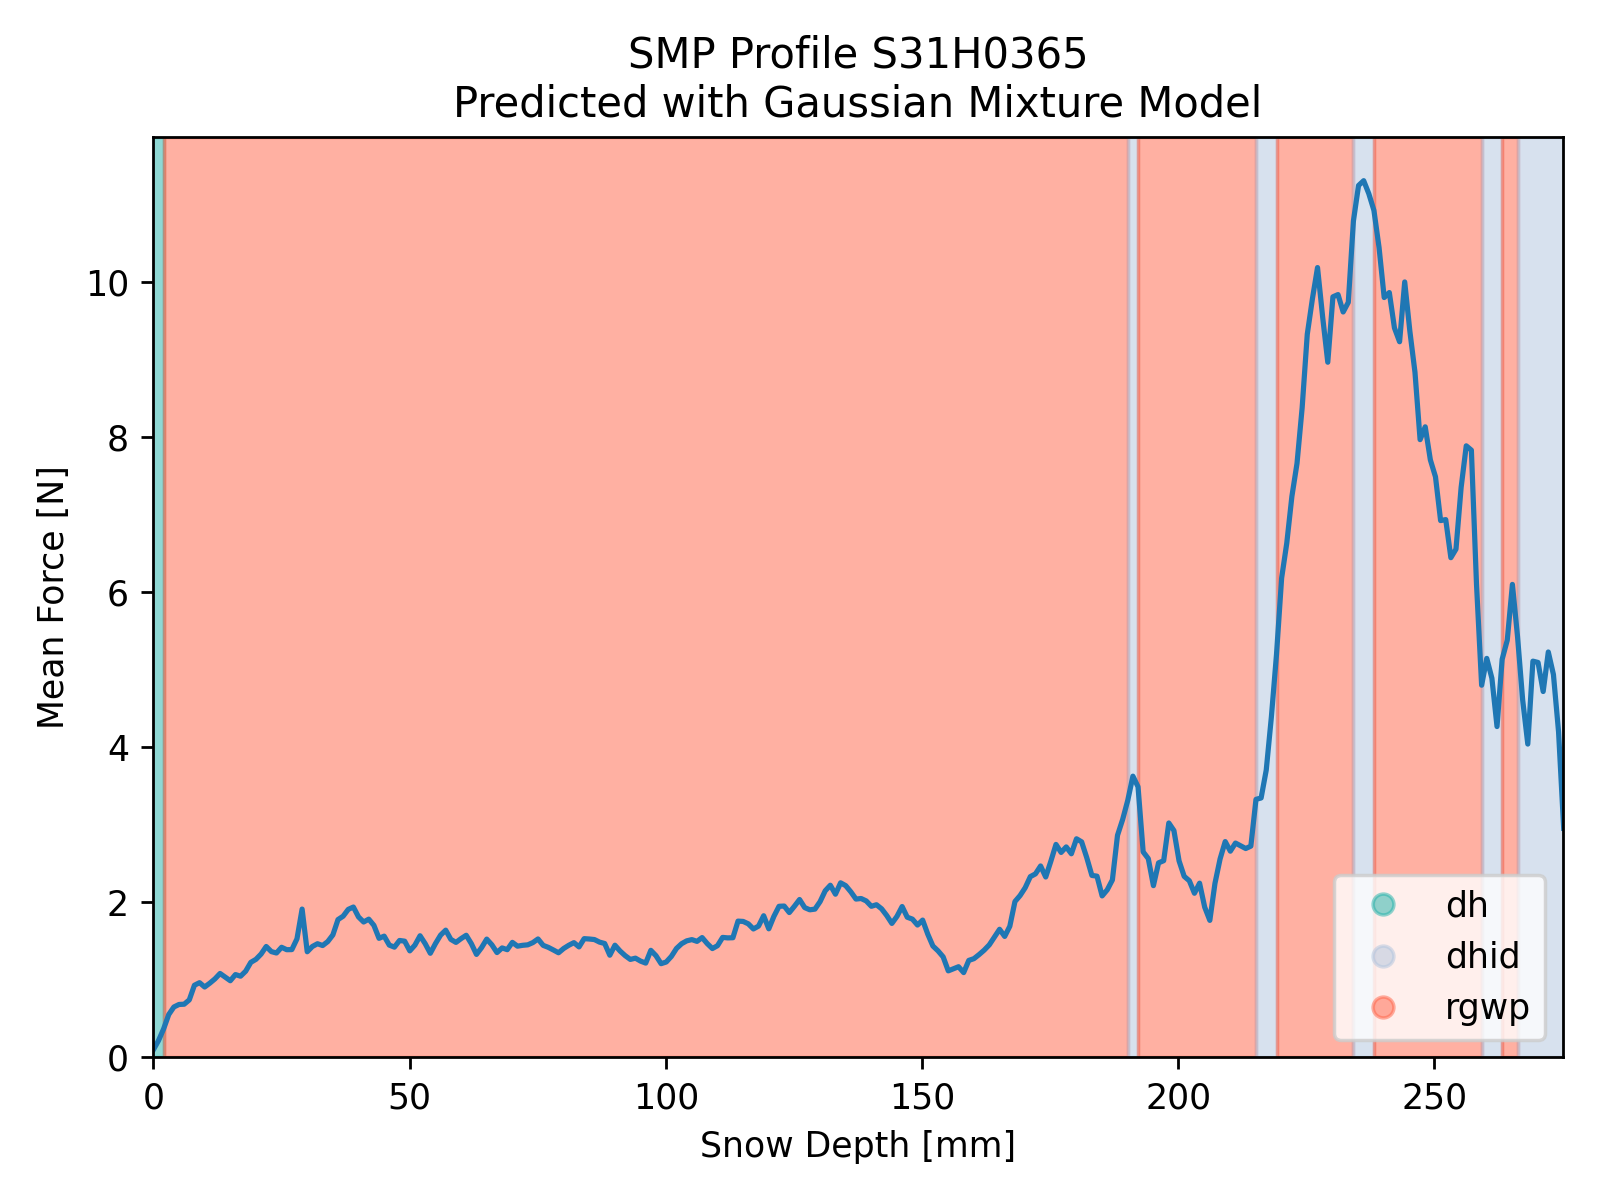 SMP Profile S31H0365
Predicted with Gaussian Mixture Model
10
8
6
4
2
0
Mean Force [N]
0 50 100 150 200 250
Snow Depth [mm]
dh
dhid
rgwp